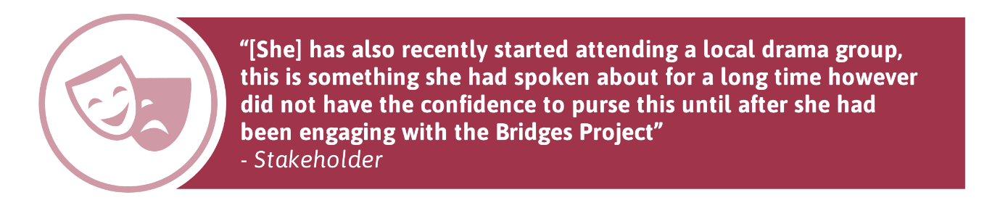 “[She] has also recently started attending a local drama group,
this is something she had spoken about for a long time however
did not have the confidence to purse this until after she had
been engaging with the Bridges Project”
- Stakeholder